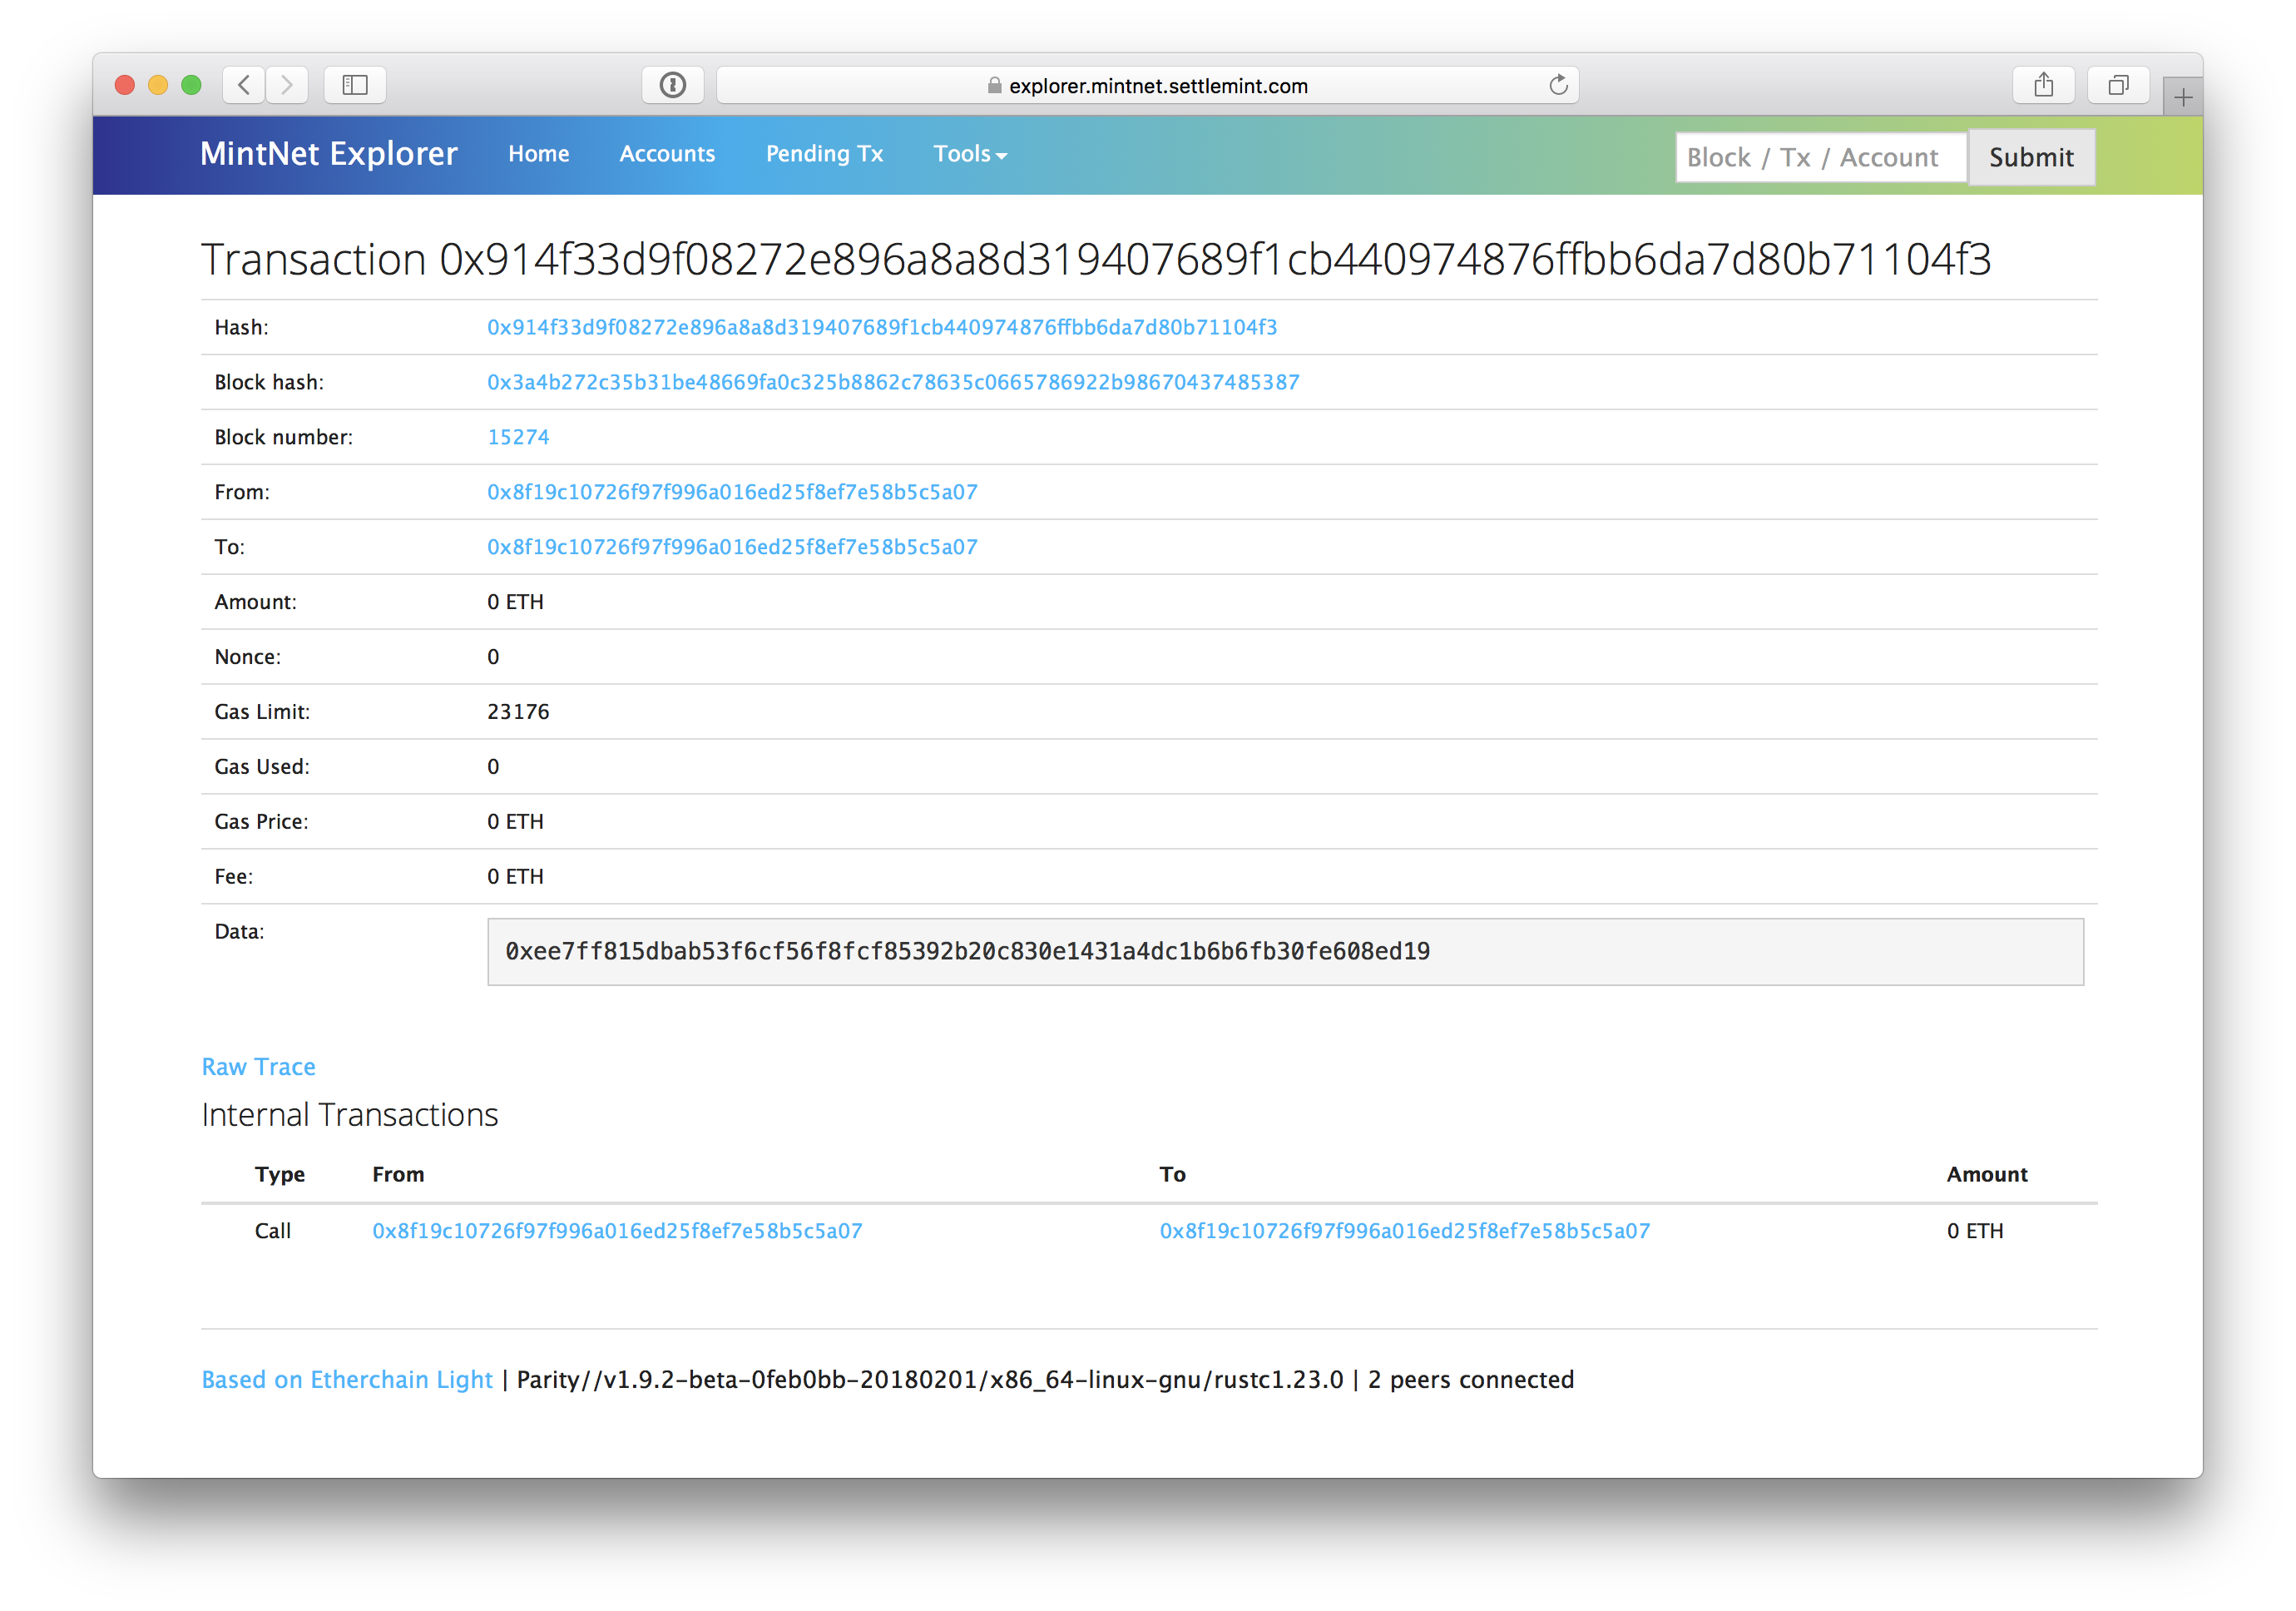 explorer.mintnet.settlemint.com
MintNet Explorer Home Accounts Pending Tx Tools Block / Tx / Account Submit
Transaction 0x914f33d9f08272e896a8a8d319407689f1cb440974876ffbb6da7d80b71104f3
Hash: 0x914f33d9f08272e896a8a8d319407689f1cb440974876ffbb6da7d80b71104f3
Block hash: 0x3a4b272c35b31be48669fa0c325b8862c78635c0665786922b98670437485387
Block number: 15274
From: 0x8f19c10726f97f996a016ed25f8ef7e58b5c5a07
To: 0x8f19c10726f97f996a016ed25f8ef7e58b5c5a07
Amount: 0 ETH
Nonce: 0
Gas Limit: 23176
Gas Used: 0
Gas Price: 0 ETH
Fee: 0 ETH
Data: 0xee7ff815dbab53f6cf56f8fcf85392b20c830e1431a4dc1b6b6fb30fe608ed19
Raw Trace
Internal Transactions
Type From To Amount
Call 0x8f19c10726f97f996a016ed25f8ef7e58b5c5a07 0x8f19c10726f97f996a016ed25f8ef7e58b5c5a07 0 ETH
Based on Etherchain Light | Parity//v1.9.2-beta-0feb0bb-20180201/x86_64-linux-gnu/rustc1.23.0 | 2 peers connected